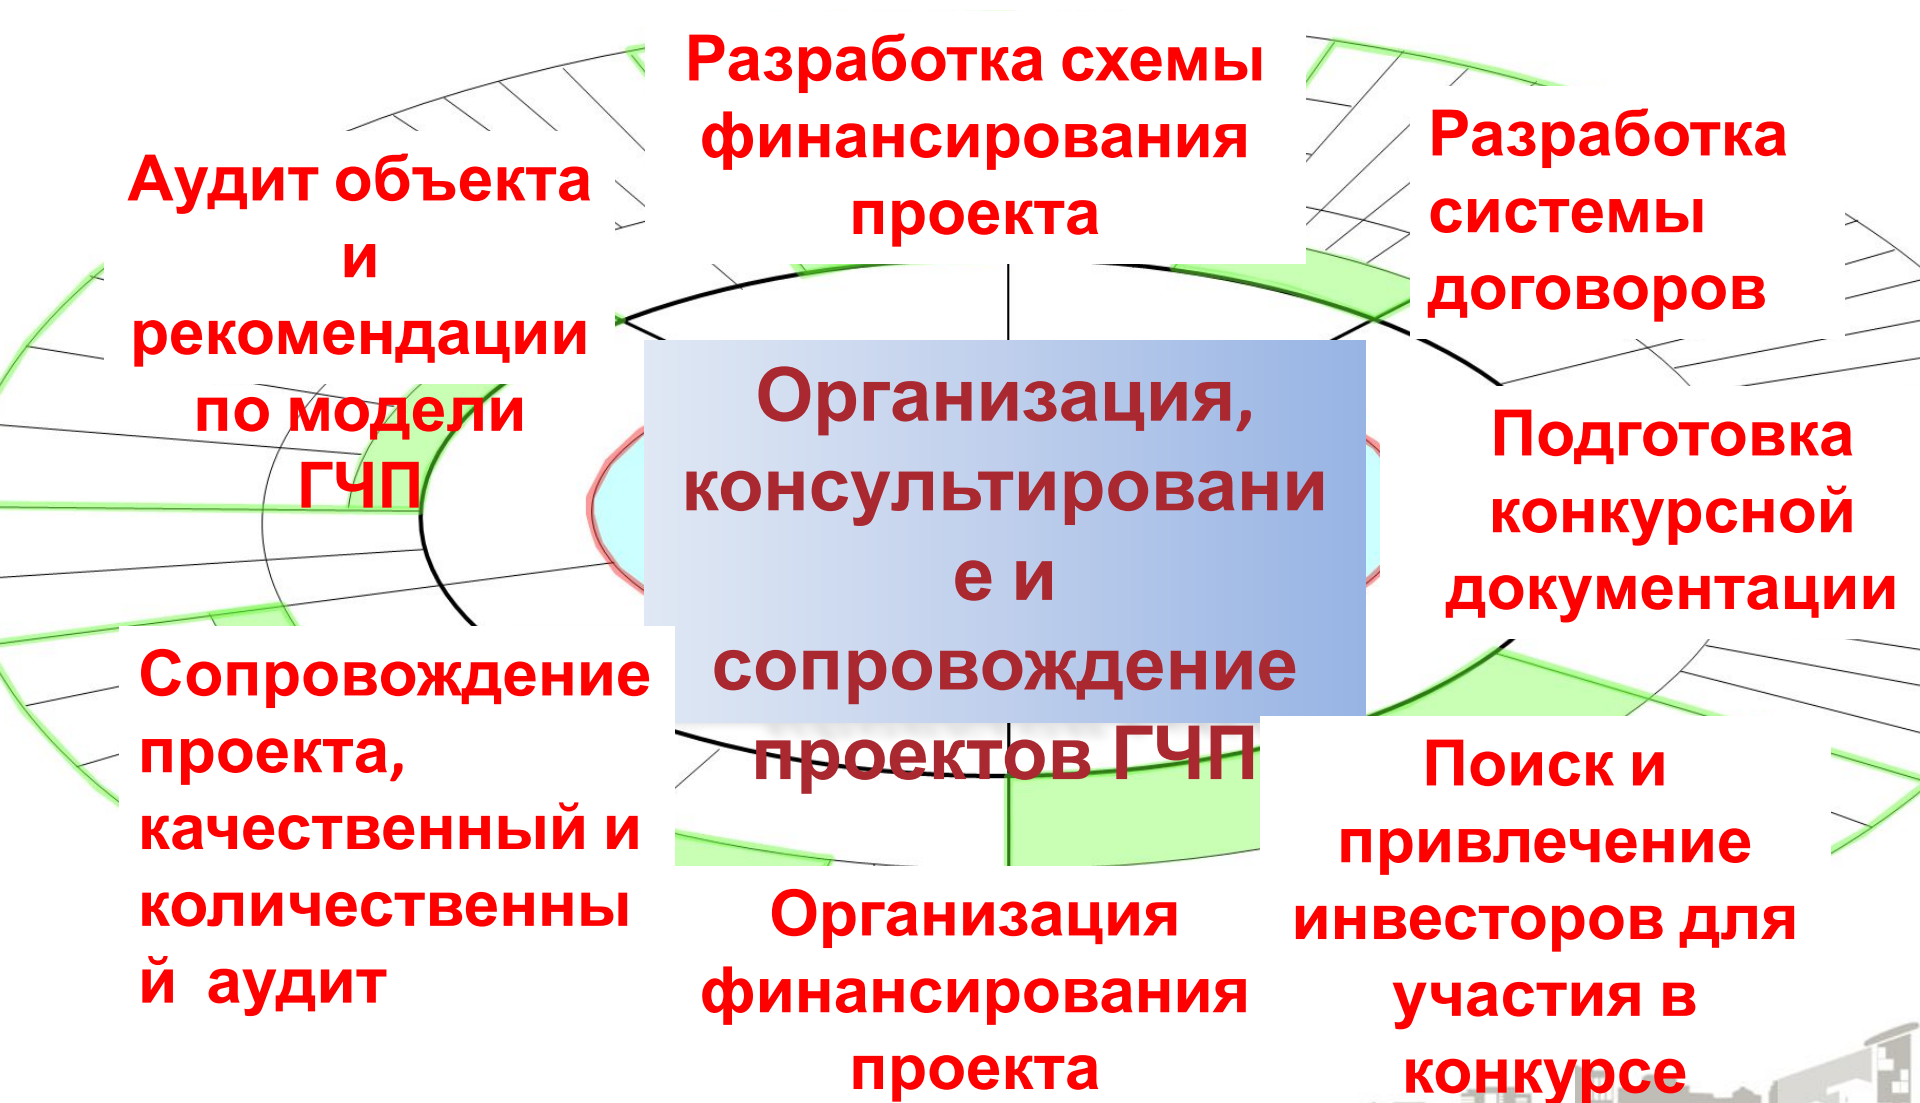 Разработка схемы
финансирования
проекта
Аудит объекта
и
рекомендации
по модели
ГЧП
Разработка
системы
договоров
Организация,
консультировани
е и
сопровождение
проектов ГЧП
Подготовка
конкурсной
документации
Сопровождение
проекта,
качественный и
количественны
й аудит
Организация
финансирования
проекта
Поиск и
привлечение
инвесторов для
участия в
конкурсе